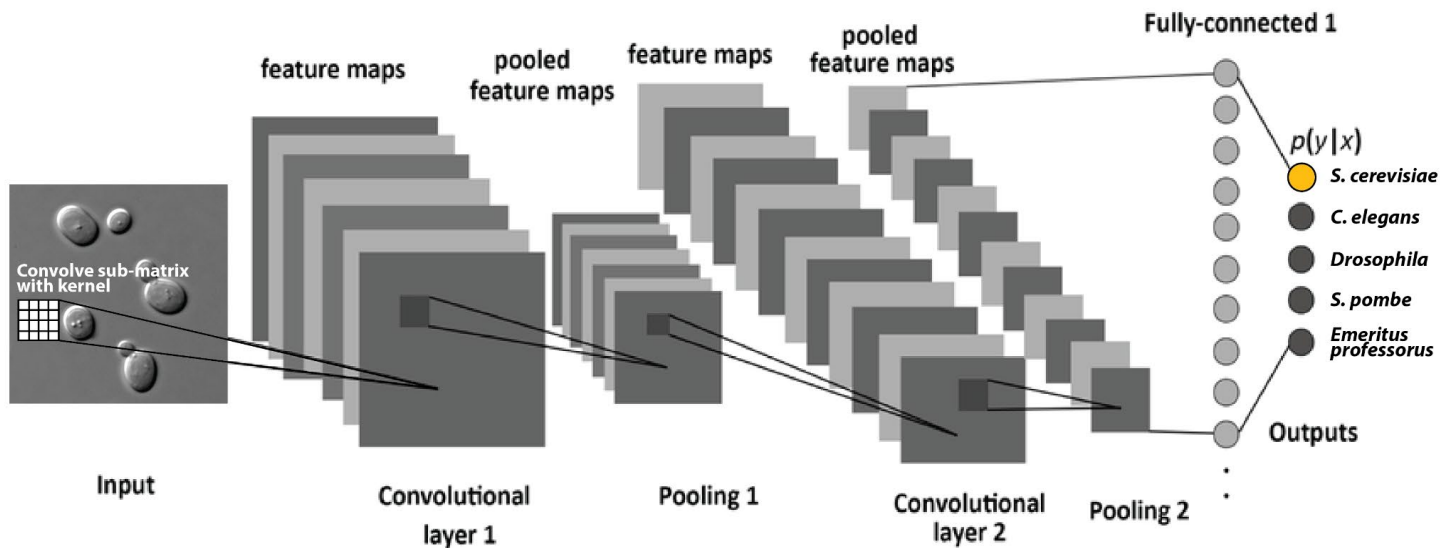 feature maps
pooled
feature maps
feature maps
pooled
feature maps
Fully-connected 1
p(y|x)
S. cerevisiae
C. elegans
Drosophila
S. pombe
Emeritus
professorus
Convolve sub-matrix
with kernel
Outputs
Input
Convolutional
layer 1
Pooling 1
Convolutional
layer 2
Pooling 2